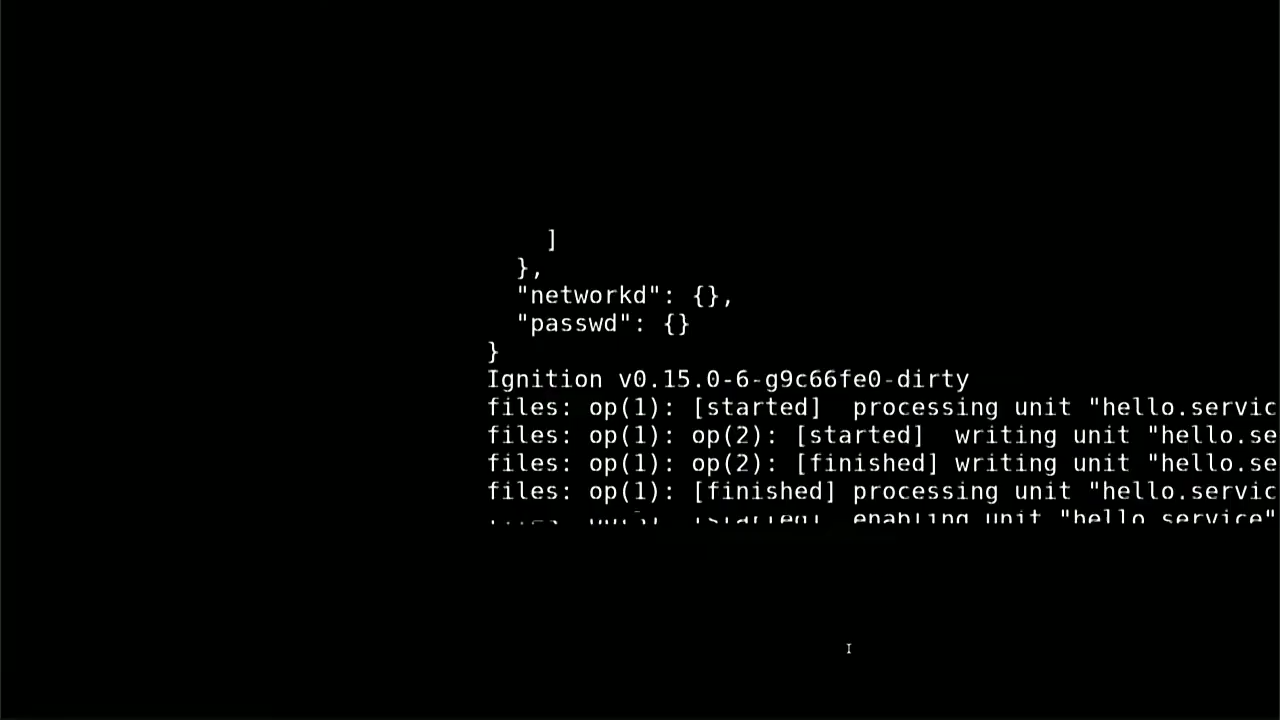 ]
},
"networkd": {},
"passwd": {}
}
Ignition v0.15.0-6-g9c66fe0-dirty
files: op(1): [started]  processing unit "hello.servic
files: op(1): op(2): [started]  writing unit "hello.se
files: op(1): op(2): [finished] writing unit "hello.se
files: op(1): [finished] processing unit "hello.servic
enabling unit "hello.service"